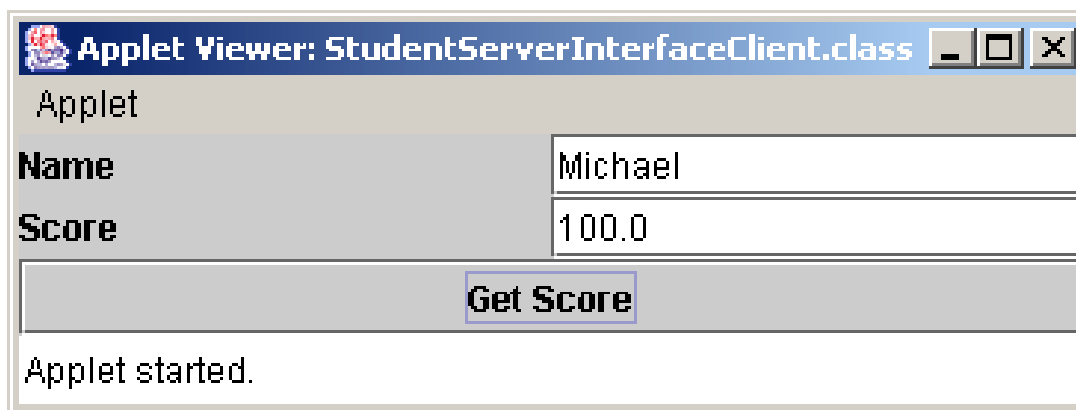 Applet Viewer: StudentServerInterfaceClient.class
Applet
Name Michael
Score 100.0
Get Score
Applet started.